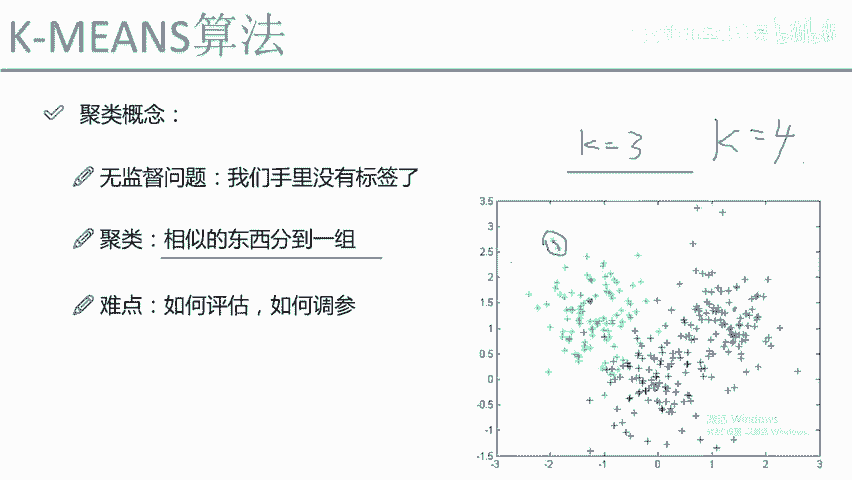 K-MEANS算法
聚类概念：
k=3 K=4
无监督问题：我们手里没有标签了
聚类：相似的东西分到一组
难点：如何评估，如何调参
3.5
3
2.5
2
1.5
1
0.5
0
-0.5
-1
-1.5
-3 -2 -1 0 1 2 3
激活 Windows